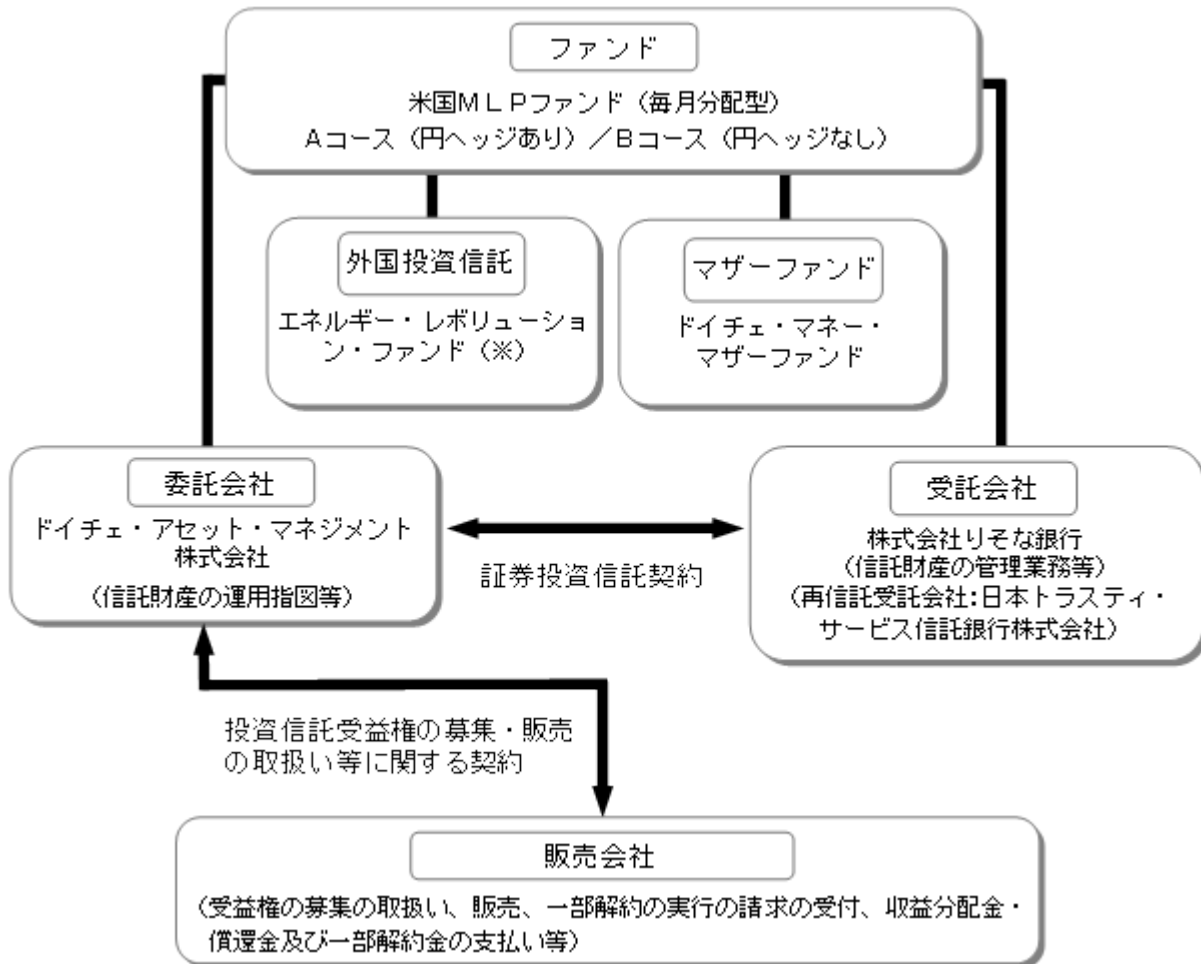 ファンド
米国MLPファンド（毎月分配型）
Aコース（円ヘッジあり）／Bコース（円ヘッジなし）
外国投資信託
エネルギー・レボリューショ
ン・ファンド（※）
マザーファンド
ドイチェ・マネー・
マザーファンド
委託会社
ドイチェ・アセット・マネジメント
株式会社
（信託財産の運用指図等）
証券投資信託契約
受託会社
株式会社りそな銀行
（信託財産の管理業務等）
（再信託受託会社：日本トラスティ・
サービス信託銀行株式会社）
投資信託受益権の募集・販売
の取扱い等に関する契約
販売会社
（受益権の募集の取扱い、販売、一部解約の実行の請求の受付、収益分配金・
償還金及び一部解約金の支払い等）